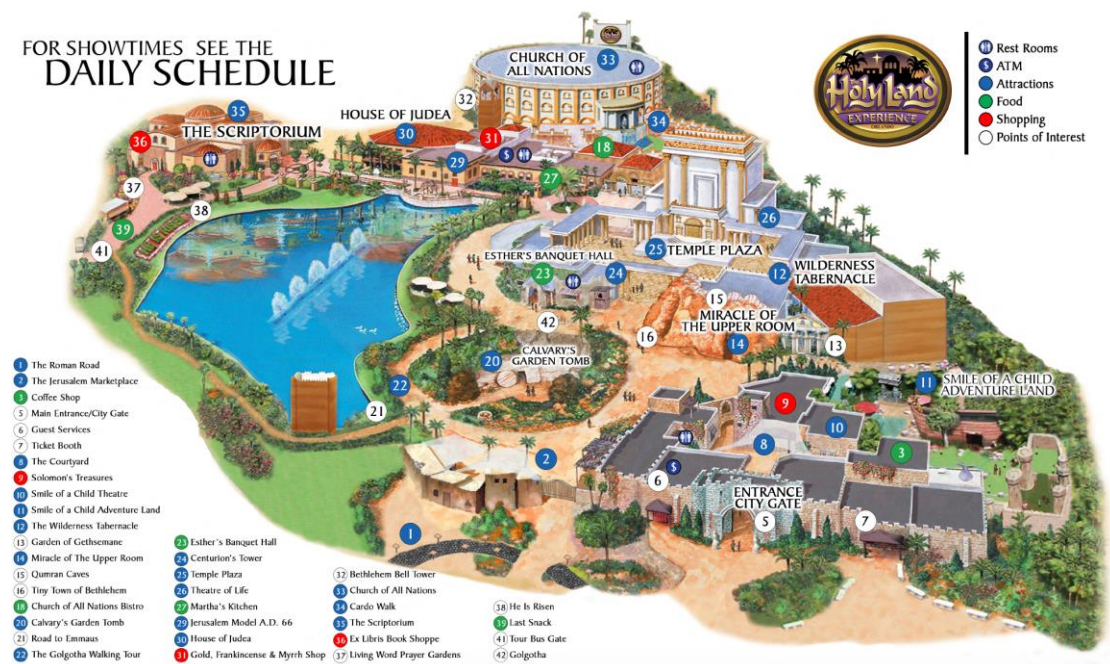 FOR SHOWTIMES SEE THE
DAILY SCHEDULE
HolyLand
EXPERIENCE
ORLANDO
Rest Rooms
$ ATM
Attractions
Food
Shopping
Points of Interest
CHURCH OF
ALL NATIONS
33
32
HOUSE OF JUDEA
30
31
34
35
36
THE SCRIPTORIUM
29
$
18
27
37
38
39
41
26
25
TEMPLE PLAZA
ESTHER'S BANQUET HALL
23
24
12
WILDERNESS
TABERNACLE
15
MIRACLE OF
THE UPPER ROOM
14
16
13
42
CALVARY'S
GARDEN TOMB
20
22
21
11
SMILE OF A CHILD
ADVENTURE LAND
9
10
8
3
2
$
6
ENTRANCE
CITY GATE
5
7
1
1 The Roman Road
2 The Jerusalem Marketplace
3 Coffee Shop
5 Main Entrance/City Gate
6 Guest Services
7 Ticket Booth
8 The Courtyard
9 Solomon's Treasures
10 Smile of a Child Theatre
11 Smile of a Child Adventure Land
12 The Wilderness Tabernacle
13 Garden of Gethsemane
14 Miracle of The Upper Room
15 Qumran Caves
16 Tiny Town of Bethlehem
18 Church of All Nations Bistro
20 Calvary's Garden Tomb
21 Road to Emmaus
22 The Golgotha Walking Tour
23 Esther's Banquet Hall
24 Centurion's Tower
25 Temple Plaza
26 Theatre of Life
27 Martha's Kitchen
29 Jerusalem Model A.D. 66
30 House of Judea
31 Gold, Frankincense & Myrrh Shop
32 Bethlehem Bell Tower
33 Church of All Nations
34 Cardo Walk
35 The Scriptorium
36 Ex Libris Book Shoppe
37 Living Word Prayer Gardens
38 He Is Risen
39 Last Snack
41 Tour Bus Gate
42 Golgotha